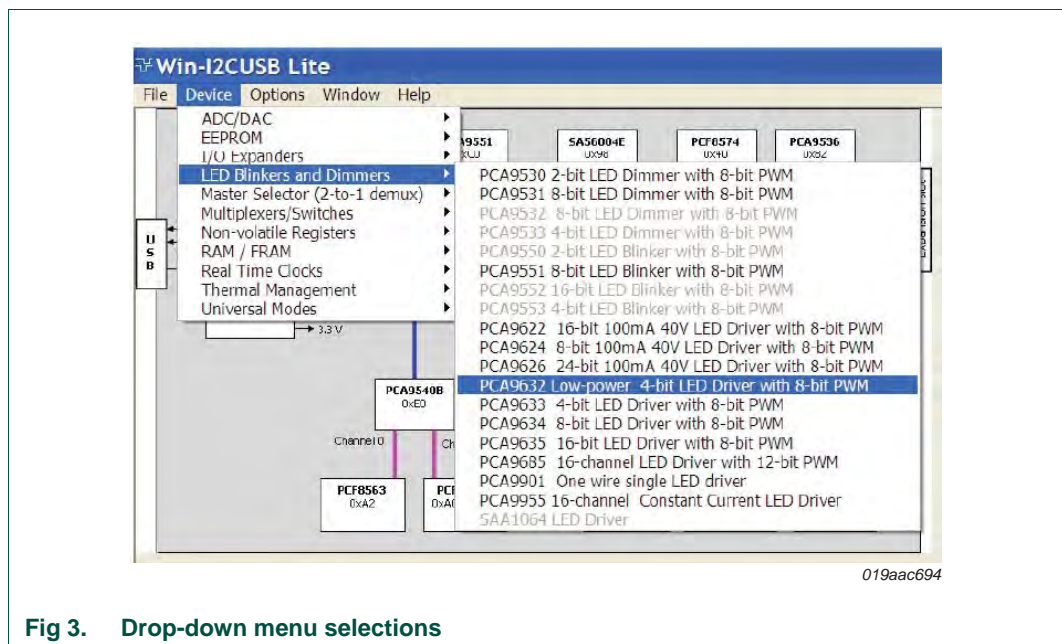 Win-I2CUSB Lite
File Device Options Window Help
ADC/DAC
EEPROM
I/O Expanders
LED Blinkers and Dimmers
Master Selector (2-to-1 demux)
Multiplexers/Switches
Non-volatile Registers
RAM / FRAM
Real Time Clocks
Thermal Management
Universal Modes
SA56004E
0x98
PCF8574
0x40
PCA9536
0x82
PCA9530 2-bit LED Dimmer with 8-bit PWM
PCA9531 8-bit LED Dimmer with 8-bit PWM
PCA9532 8-bit LED Dimmer with 8-bit PWM
PCA9533 4-bit LED Dimmer with 8-bit PWM
PCA9550 2-bit LED Blinker with 8-bit PWM
PCA9551 8-bit LED Blinker with 8-bit PWM
PCA9552 16-bit LED Blinker with 8-bit PWM
PCA9553 4-bit LED Blinker with 8-bit PWM
PCA9622 16-bit 100mA 40V LED Driver with 8-bit PWM
PCA9624 8-bit 100mA 40V LED Driver with 8-bit PWM
PCA9626 24-bit 100mA 40V LED Driver with 8-bit PWM
PCA9632 Low-power 4-bit LED Driver with 8-bit PWM
PCA9633 4-bit LED Driver with 8-bit PWM
PCA9634 8-bit LED Driver with 8-bit PWM
PCA9635 16-bit LED Driver with 8-bit PWM
PCA9685 16-channel LED Driver with 12-bit PWM
PCA9901 One wire single LED driver
PCA9955 16-channel Constant Current LED Driver
SAA1064 LED Driver
USB
3.3 V
PCA9540B
0xE0
Channel 0
Ch
PCF8563
0xA2
PCF
0xA0
019aac694
Fig 3. Drop-down menu selections